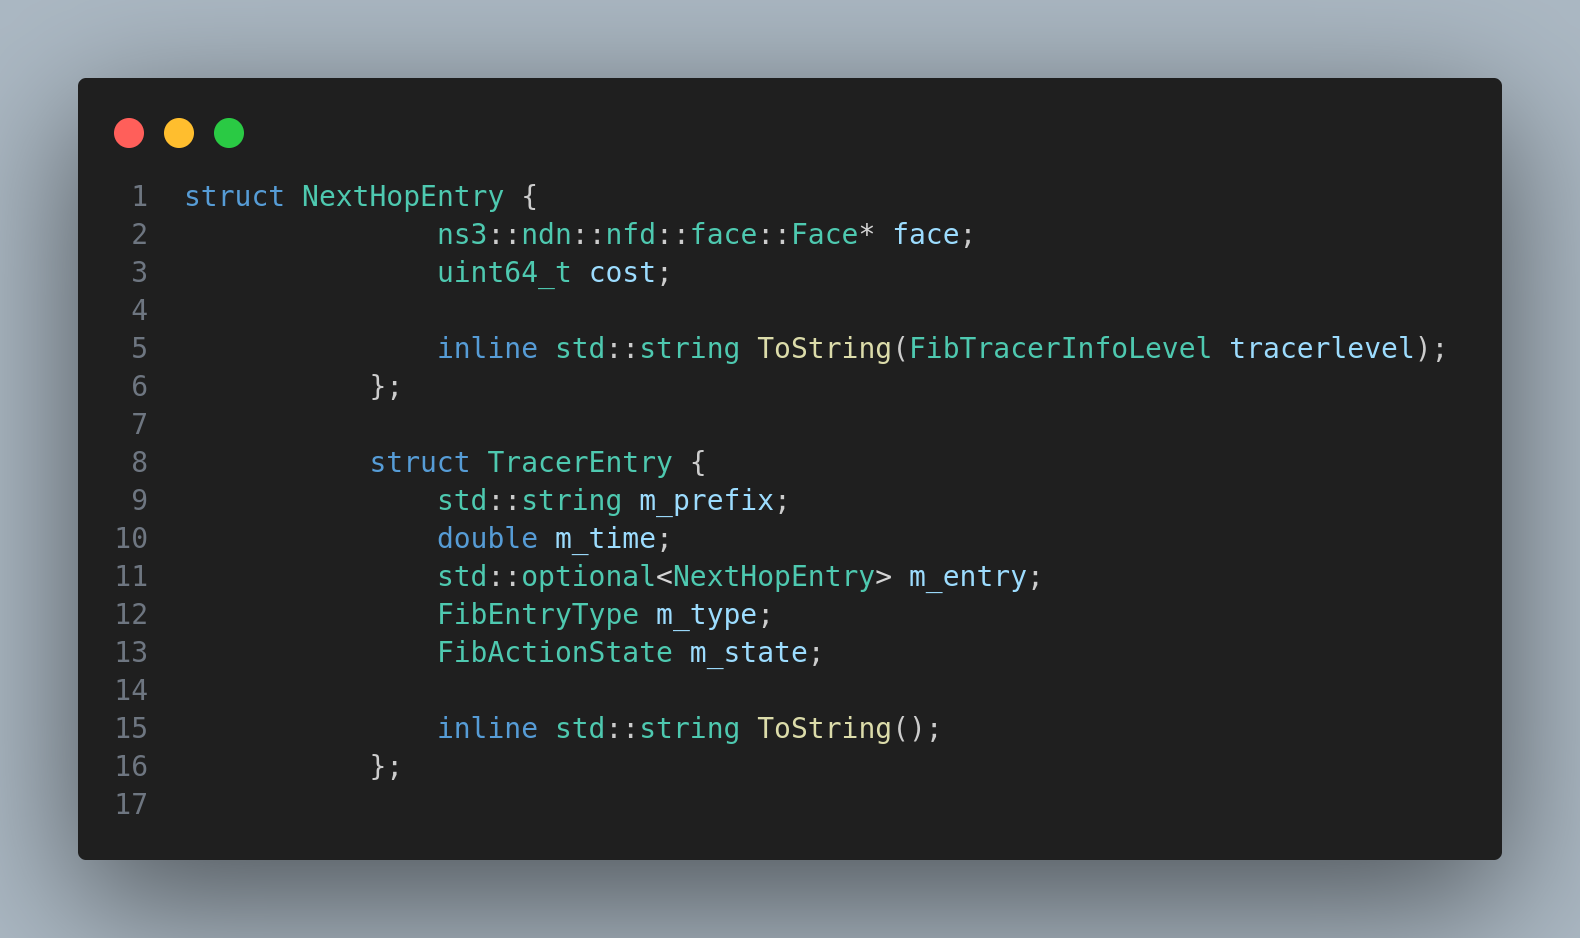 1 struct NextHopEntry {
2 ns3::ndn::nfd::face::Face* face;
3 uint64_t cost;
4
5 inline std::string ToString(FibTracerInfoLevel tracerlevel);
6 };
7
8 struct TracerEntry {
9 std::string m_prefix;
10 double m_time;
11 std::optional<NextHopEntry> m_entry;
12 FibEntryType m_type;
13 FibActionState m_state;
14
15 inline std::string ToString();
16 };
17